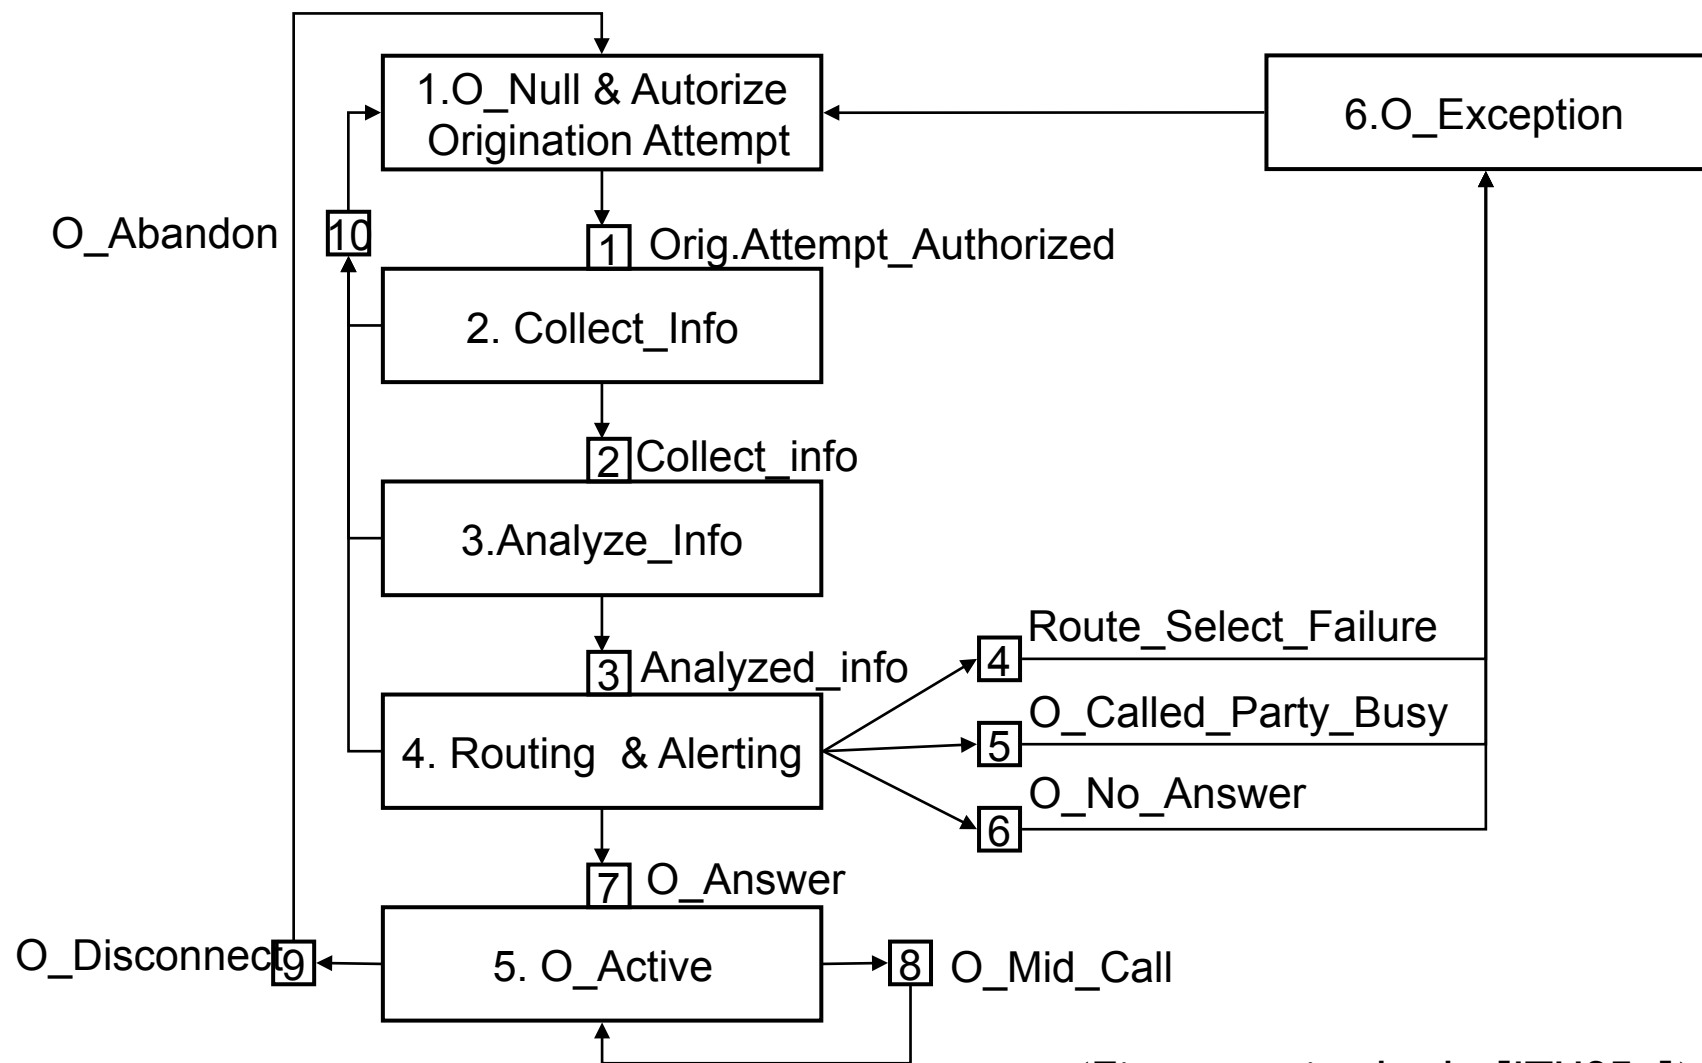 1.O_Null & Autorize
Origination Attempt
6.O_Exception
O_Abandon
10
1
Orig.Attempt_Authorized
2. Collect_Info
2
Collect_info
3.Analyze_Info
3
Analyzed_info
Route_Select_Failure
4
4. Routing & Alerting
O_Called_Party_Busy
5
O_No_Answer
6
7
O_Answer
O_Disconnect
9
5. O_Active
8
O_Mid_Call